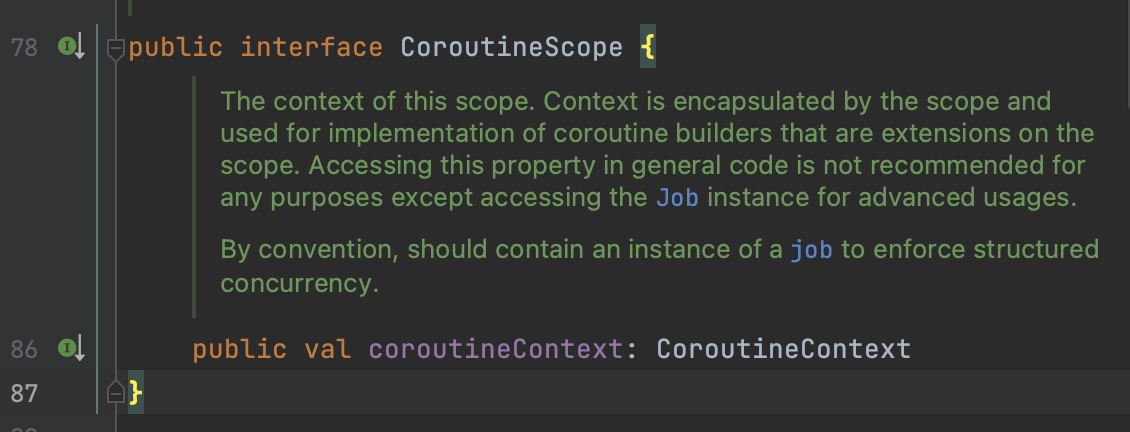 78 public interface CoroutineScope {
The context of this scope. Context is encapsulated by the scope and
used for implementation of coroutine builders that are extensions on the
scope. Accessing this property in general code is not recommended for
any purposes except accessing the Job instance for advanced usages.
By convention, should contain an instance of a job to enforce structured
concurrency.
86 public val coroutineContext: CoroutineContext
87 }